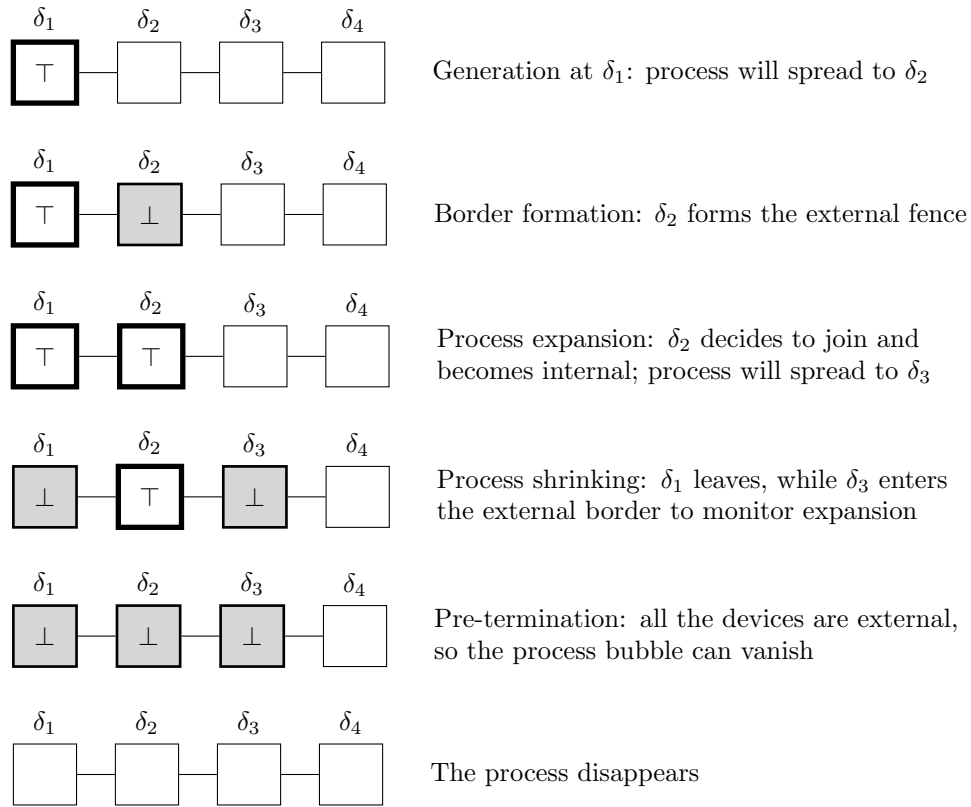 δ1 δ2 δ3 δ4
⊤ Generation at δ1: process will spread to δ2
δ1 δ2 δ3 δ4
⊤ ⊥ Border formation: δ2 forms the external fence
δ1 δ2 δ3 δ4
⊤ ⊤
Process expansion: δ2 decides to join and
becomes internal; process will spread to δ3
δ1 δ2 δ3 δ4
⊥ ⊤ ⊥
Process shrinking: δ1 leaves, while δ3 enters
the external border to monitor expansion
δ1 δ2 δ3 δ4
⊥ ⊥ ⊥
Pre-termination: all the devices are external,
so the process bubble can vanish
δ1 δ2 δ3 δ4
The process disappears